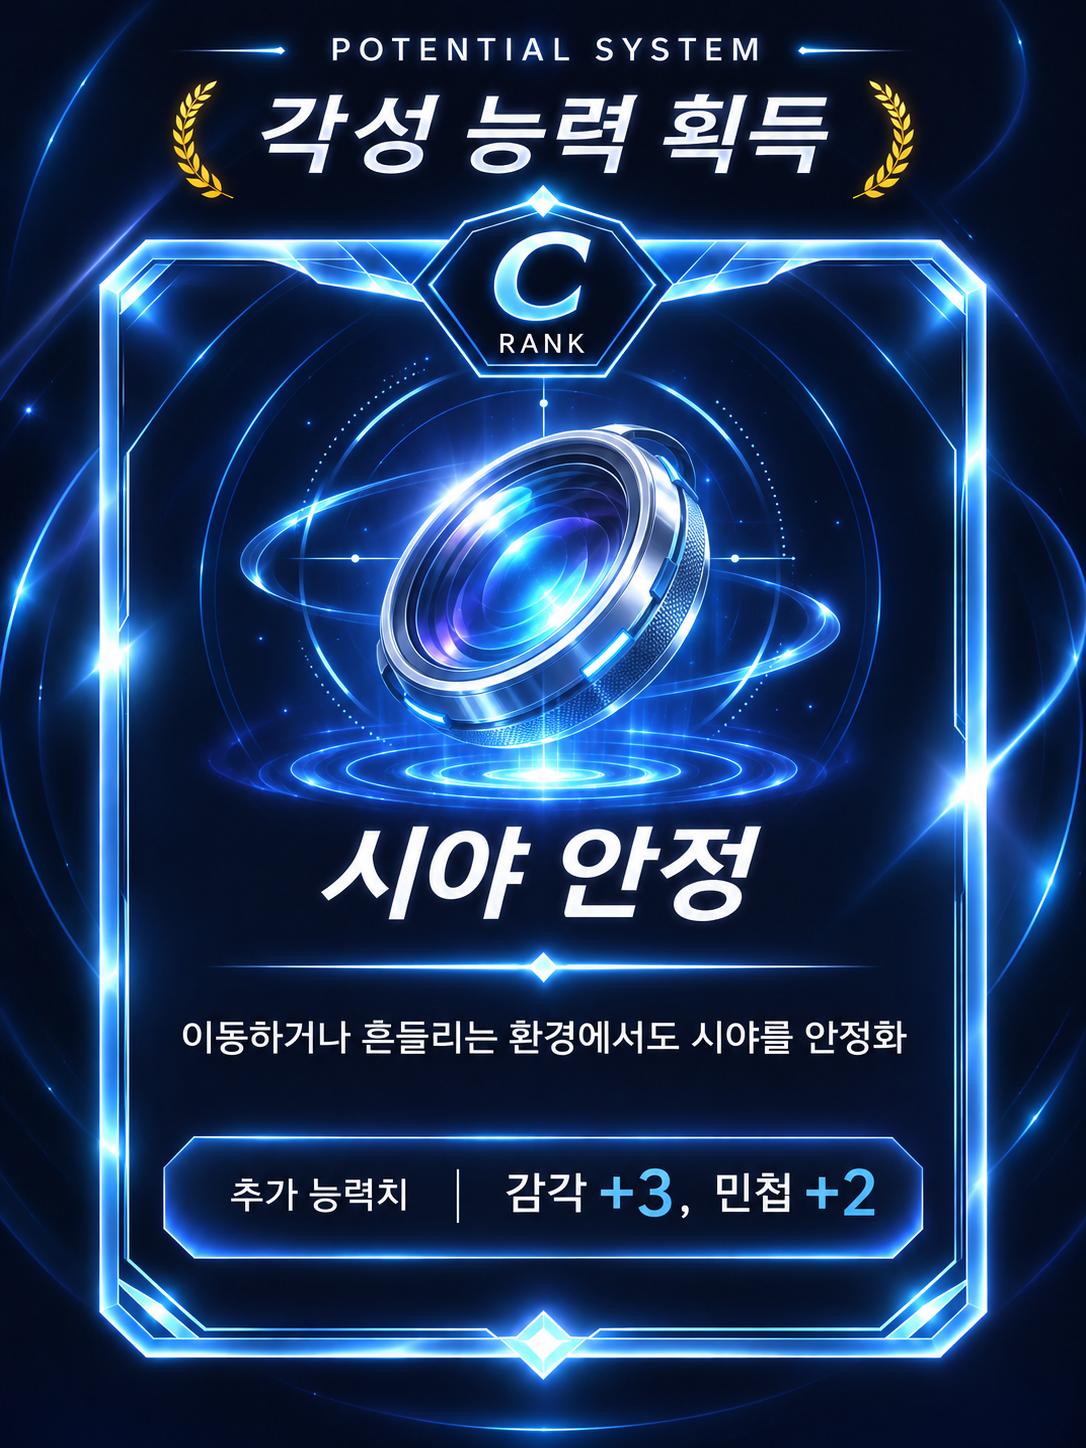 POTENTIAL SYSTEM
각성 능력 획득
C
RANK
시야 안정
이동하거나 흔들리는 환경에서도 시야를 안정화
추가 능력치 감각 +3, 민첩 +2